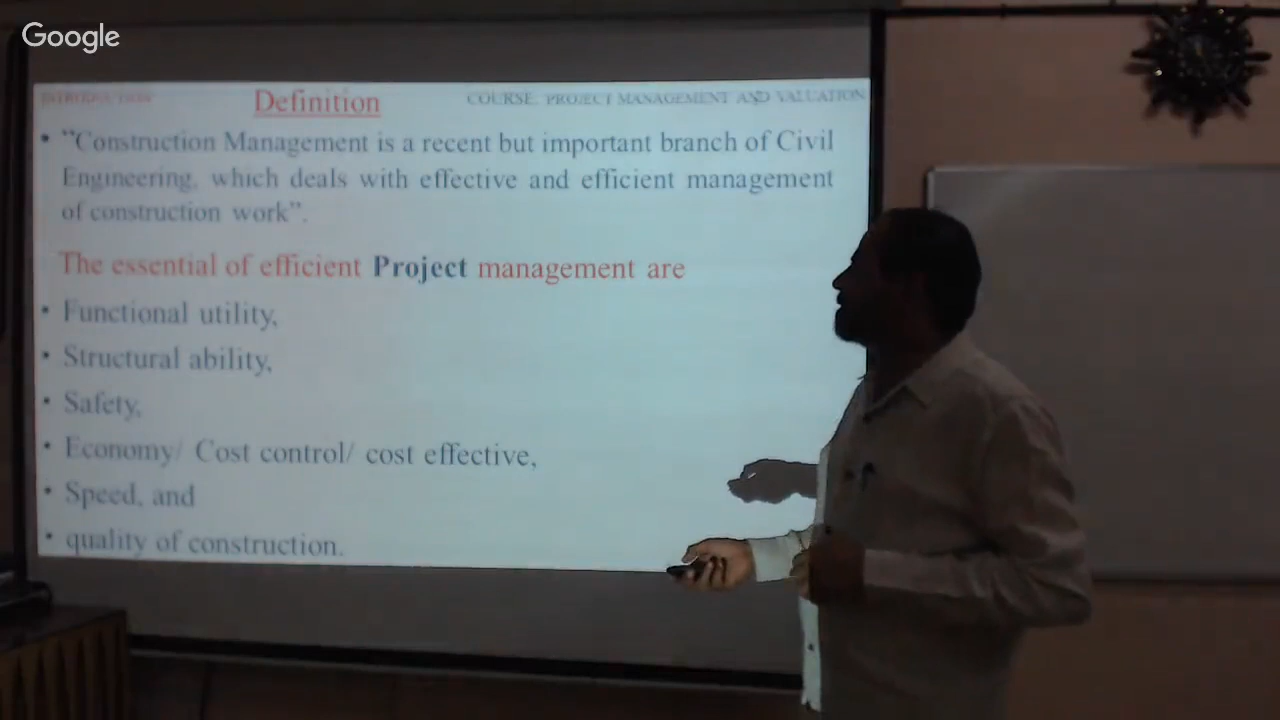 Google
INTRODUCTION
Definition
COURSE: PROJECT MANAGEMENT AND VALUATION
• "Construction Management is a recent but important branch of Civil
Engineering, which deals with effective and efficient management
of construction work”.
The essential of efficient Project management are
• Functional utility,
• Structural ability,
• Safety,
• Economy/ Cost control/ cost effective,
• Speed, and
• quality of construction.